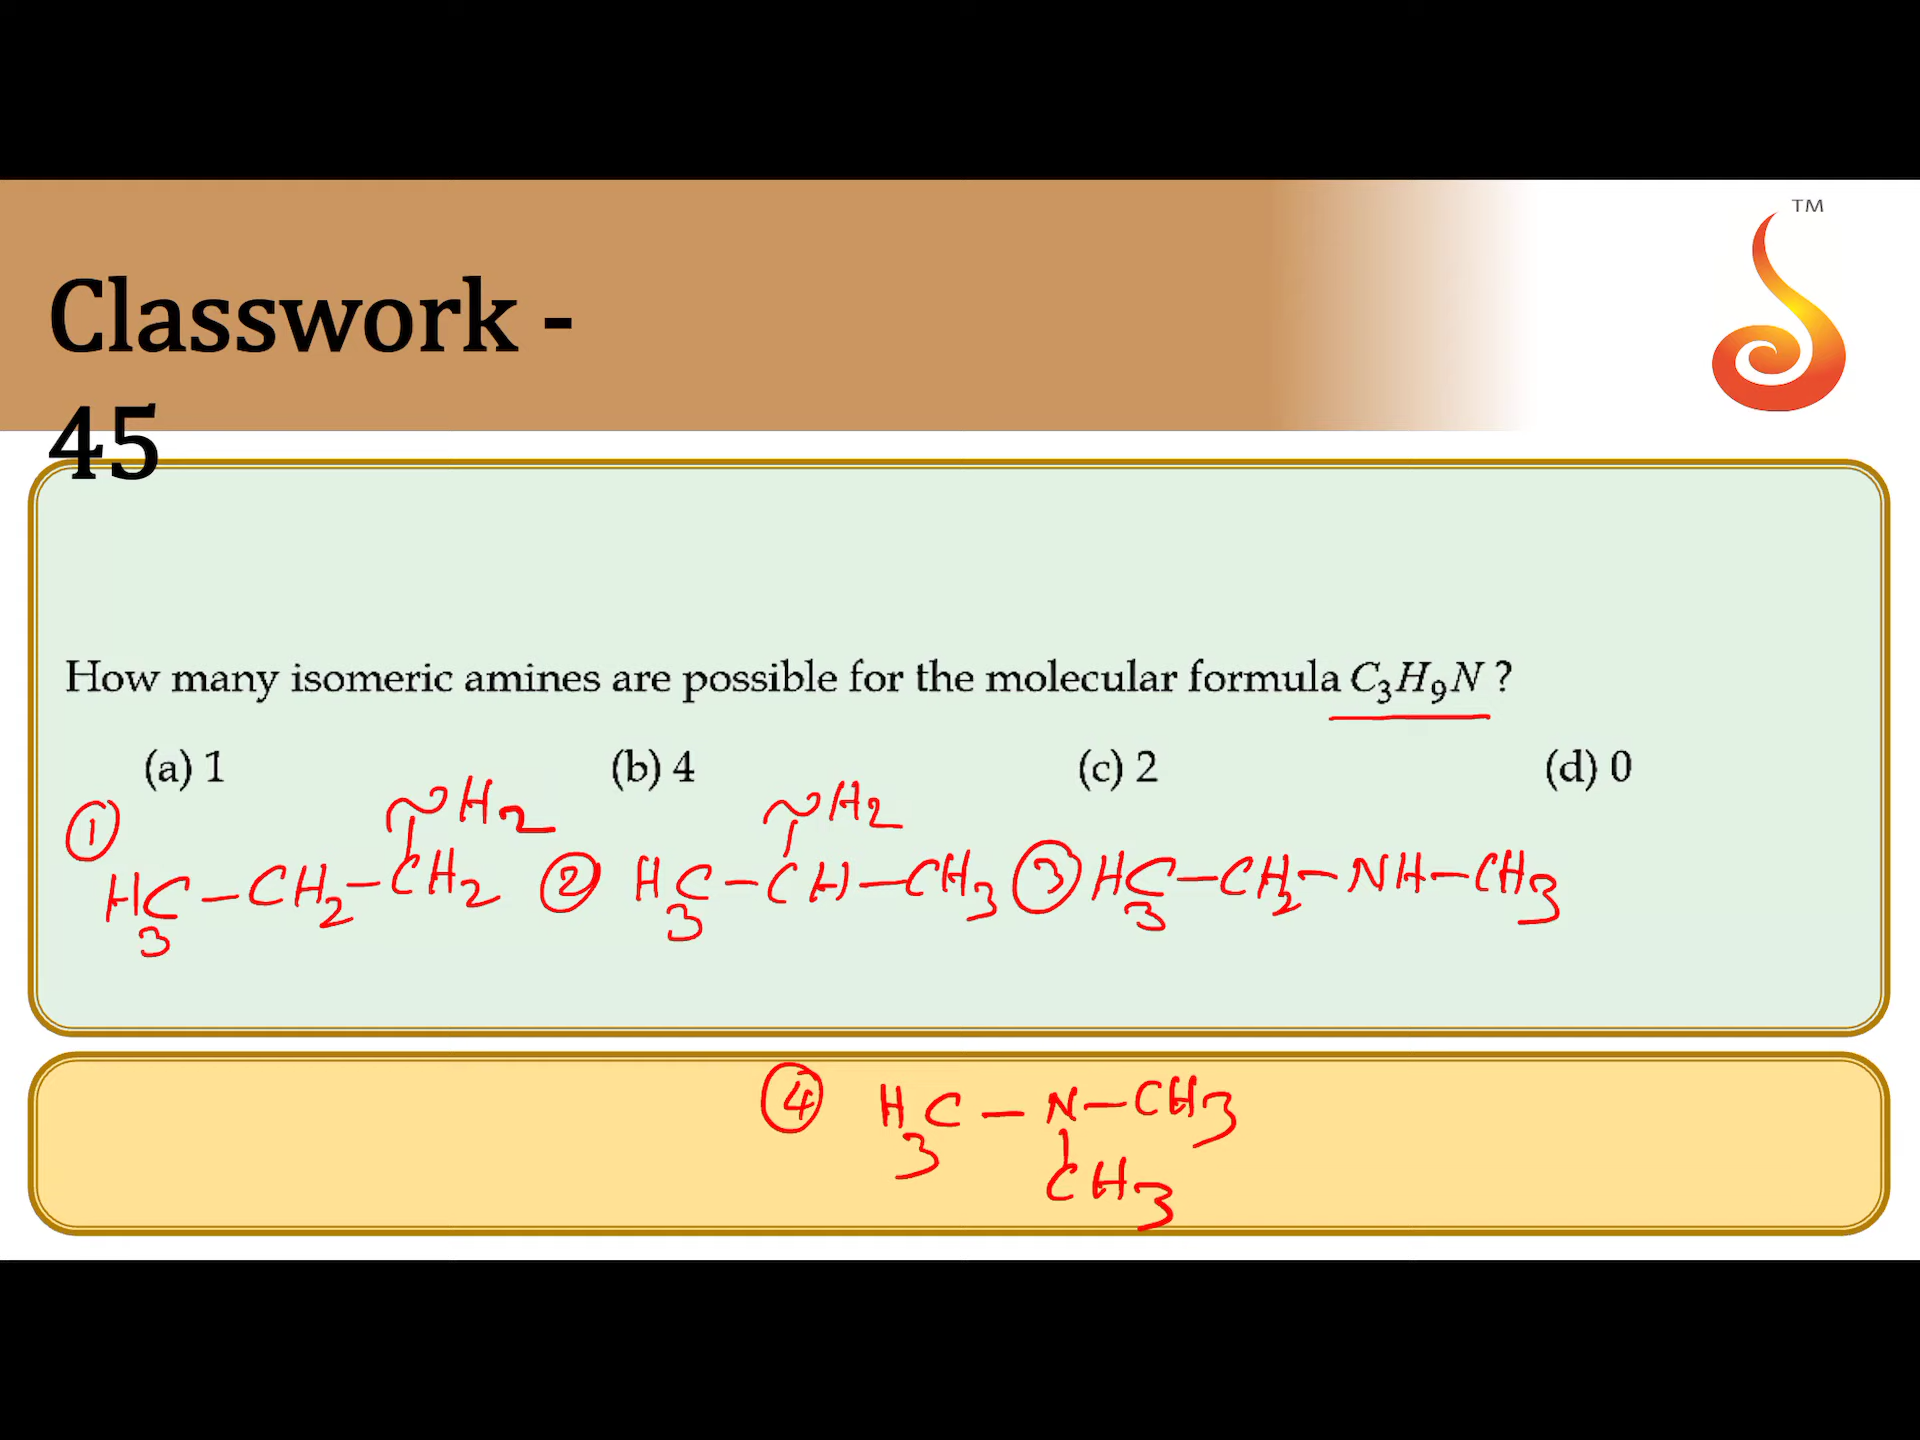 TM
Classwork -
45
How many isomeric amines are possible for the molecular formula C₃H₉N ?
(a) 1 (b) 4 (c) 2 (d) 0
① NH₂ NH₂
H₃C – CH₂ – CH₂ ② H₃C – CH – CH₃ ③ H₃C – CH₂ – NH – CH₃
④ H₃C – N – CH₃
CH₃